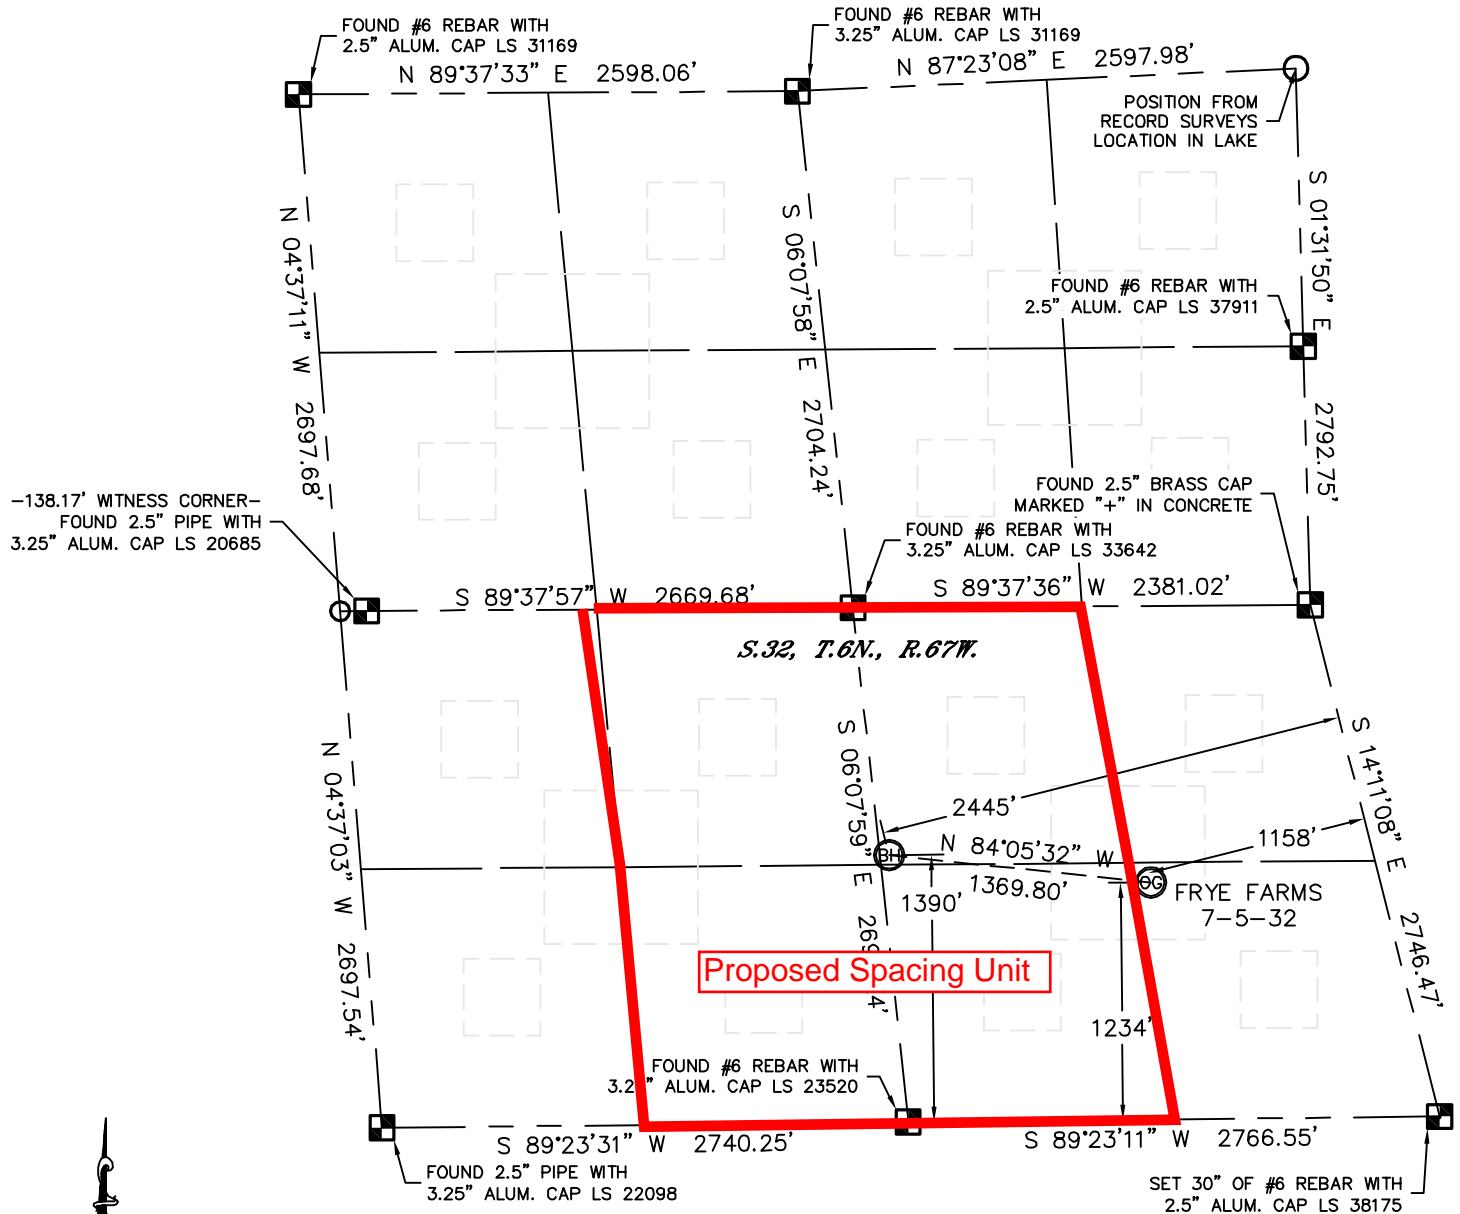 FOUND #6 REBAR WITH
2.5" ALUM. CAP LS 31169
FOUND #6 REBAR WITH
3.25" ALUM. CAP LS 31169
N 89°37'33" E 2598.06'
N 87°23'08" E 2597.98'
POSITION FROM
RECORD SURVEYS
LOCATION IN LAKE
N 04°37'11" W 2697.68'
S 06°07'58" E 2704.24'
S 01°31'50" E 2792.75'
FOUND #6 REBAR WITH
2.5" ALUM. CAP LS 37911
-138.17' WITNESS CORNER-
FOUND 2.5" PIPE WITH
3.25" ALUM. CAP LS 20685
FOUND 2.5" BRASS CAP
MARKED "+" IN CONCRETE
FOUND #6 REBAR WITH
3.25" ALUM. CAP LS 33642
S 89°37'57" W 2669.68'
S 89°37'36" W 2381.02'
S.32, T.6N., R.67W.
N 04°37'03" W 2697.54'
S 06°07'59" E
S 14°11'08" E 2746.47'
2445'
1158'
BH
N 84°05'32" W
1369.80'
OG
FRYE FARMS
7-5-32
1390'
1234'
Proposed Spacing Unit
FOUND #6 REBAR WITH
ALUM. CAP LS 23520
S 89°23'31" W 2740.25'
S 89°23'11" W 2766.55'
FOUND 2.5" PIPE WITH
3.25" ALUM. CAP LS 22098
SET 30" OF #6 REBAR WITH
2.5" ALUM. CAP LS 38175